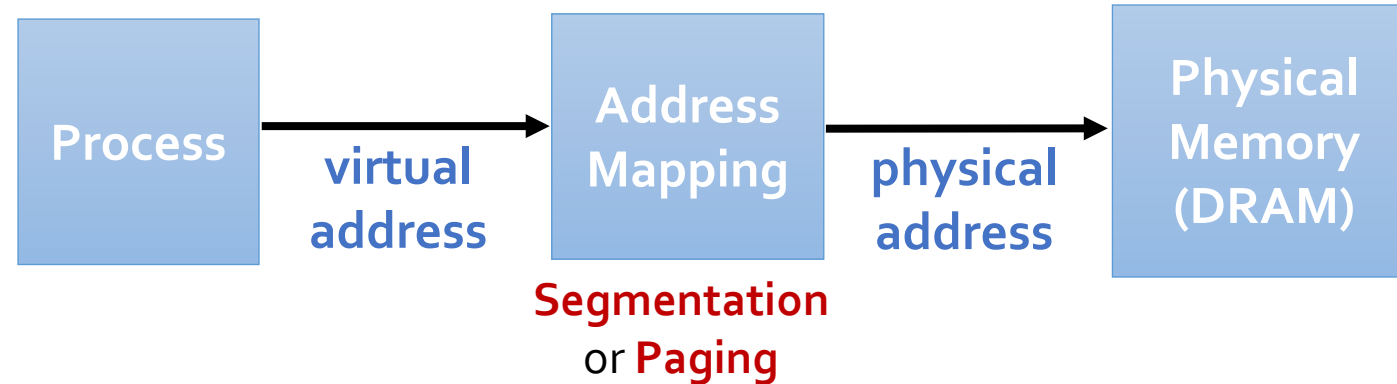 Process
virtual
address
Address
Mapping
Segmentation
or Paging
physical
address
Physical
Memory
(DRAM)